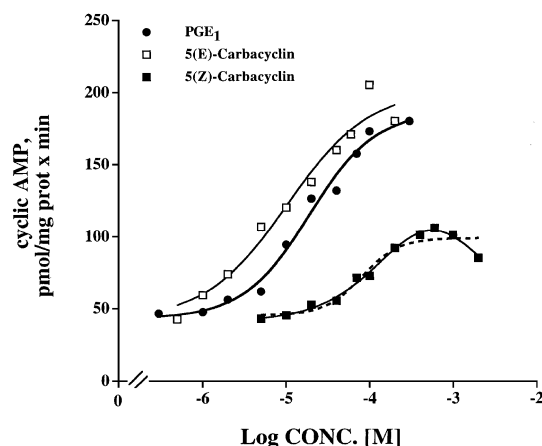 250
200
150
100
50
0
cyclic AMP,
pmol/mg prot x min
PGE1
5(E)-Carbacyclin
5(Z)-Carbacyclin
0 -6 -5 -4 -3 -2
Log CONC. [M]